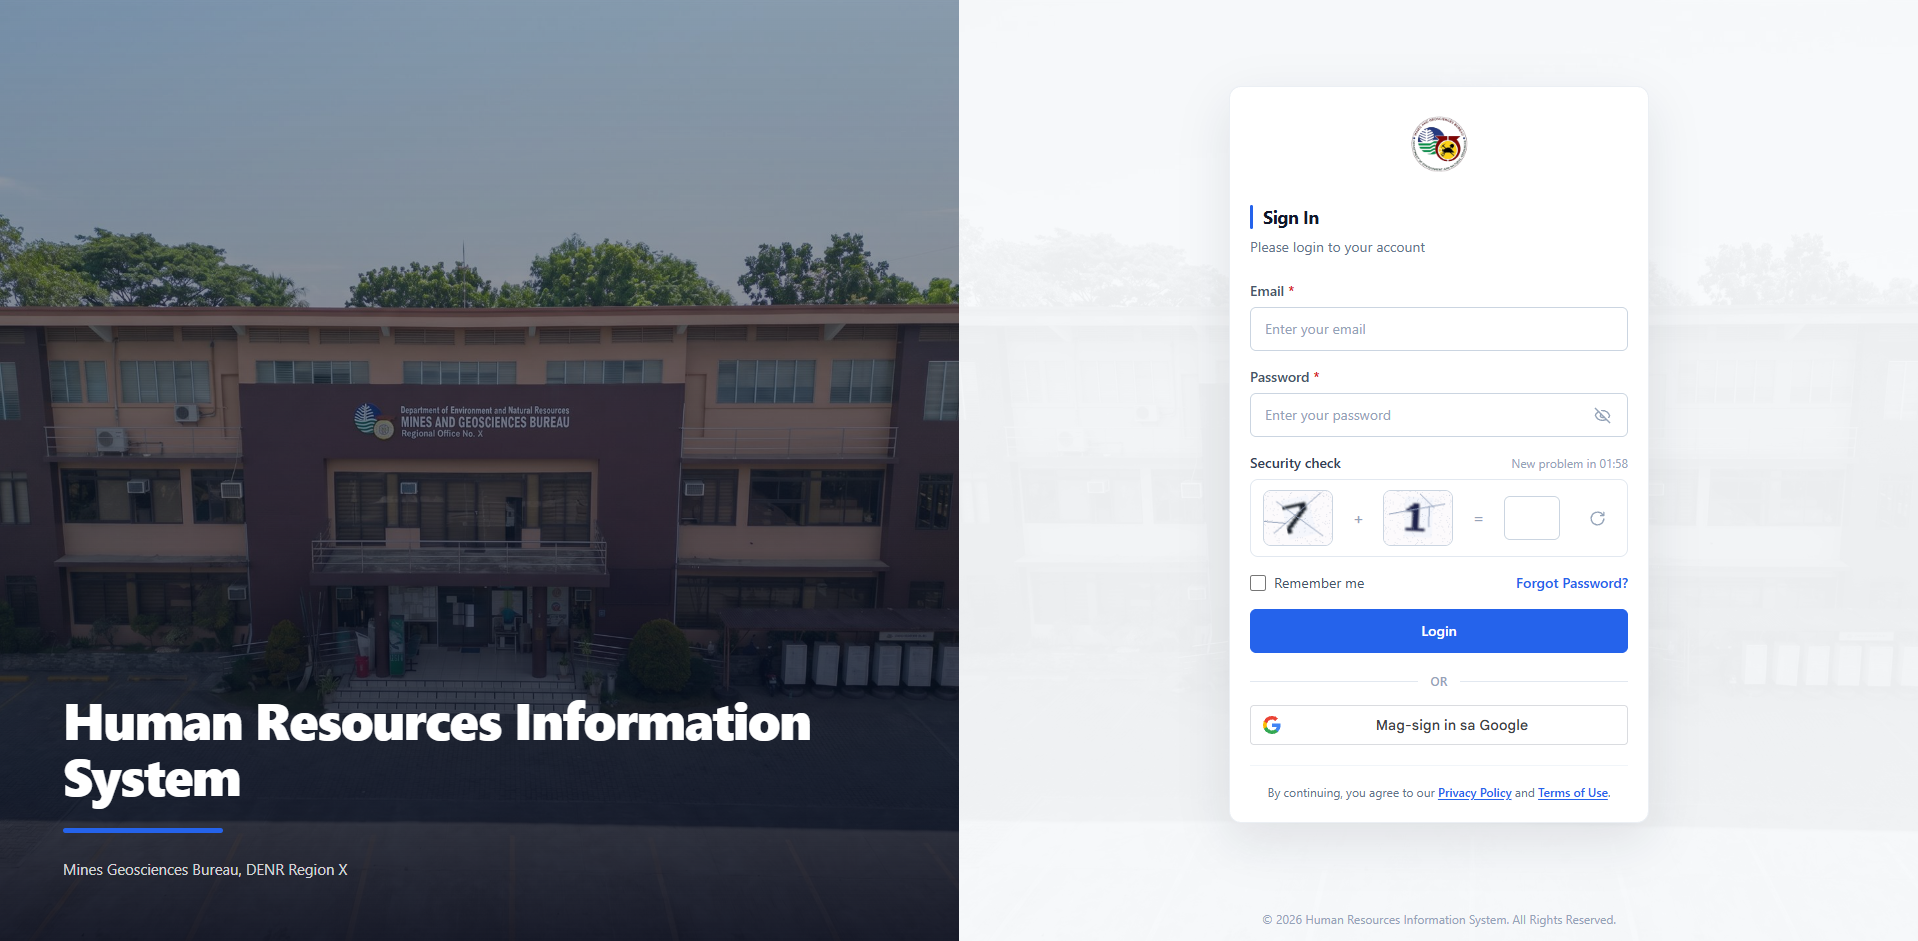 Department of Environment and Natural Resources
MINES AND GEOSCIENCES BUREAU
Regional Office No. X
Human Resources Information
System
Mines Geosciences Bureau, DENR Region X
Sign In
Please login to your account
Email *
Enter your email
Password *
Enter your password
Security check New problem in 01:58
7 + 1 =
Remember me Forgot Password?
Login
OR
Mag-sign in sa Google
By continuing, you agree to our Privacy Policy and Terms of Use.
© 2026 Human Resources Information System. All Rights Reserved.